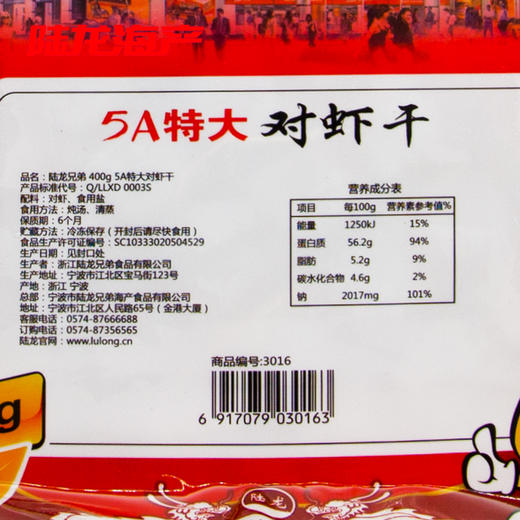 陆龙海产
5A特大 对虾干
品名：陆龙兄弟 400g 5A特大对虾干
产品标准代号：Q/LLXD 0003S
配料：对虾、食用盐
食用方法：炖汤、清蒸
保质期：6个月
贮藏方法：冷冻保存（开封后请尽快食用）
食品生产许可证编号：SC10333020504529
生产日期：见封口处
生产者：浙江陆龙兄弟食品有限公司
生产地址：宁波市江北区宝马街123号
产地：浙江 宁波
总部：宁波市陆龙兄弟海产食品有限公司
地址：宁波市江北区人民路65号（金港大厦）
客服电话：0574-87666688
订购电话：0574-87356565
陆龙官网：www.lulong.cn
营养成分表
项目 每100g 营养素参考值%
能量 1250kJ 15%
蛋白质 56.2g 94%
脂肪 5.2g 9%
碳水化合物 4.6g 2%
钠 2017mg 101%
商品编号:3016
6 917079 030163
g
陆 龙